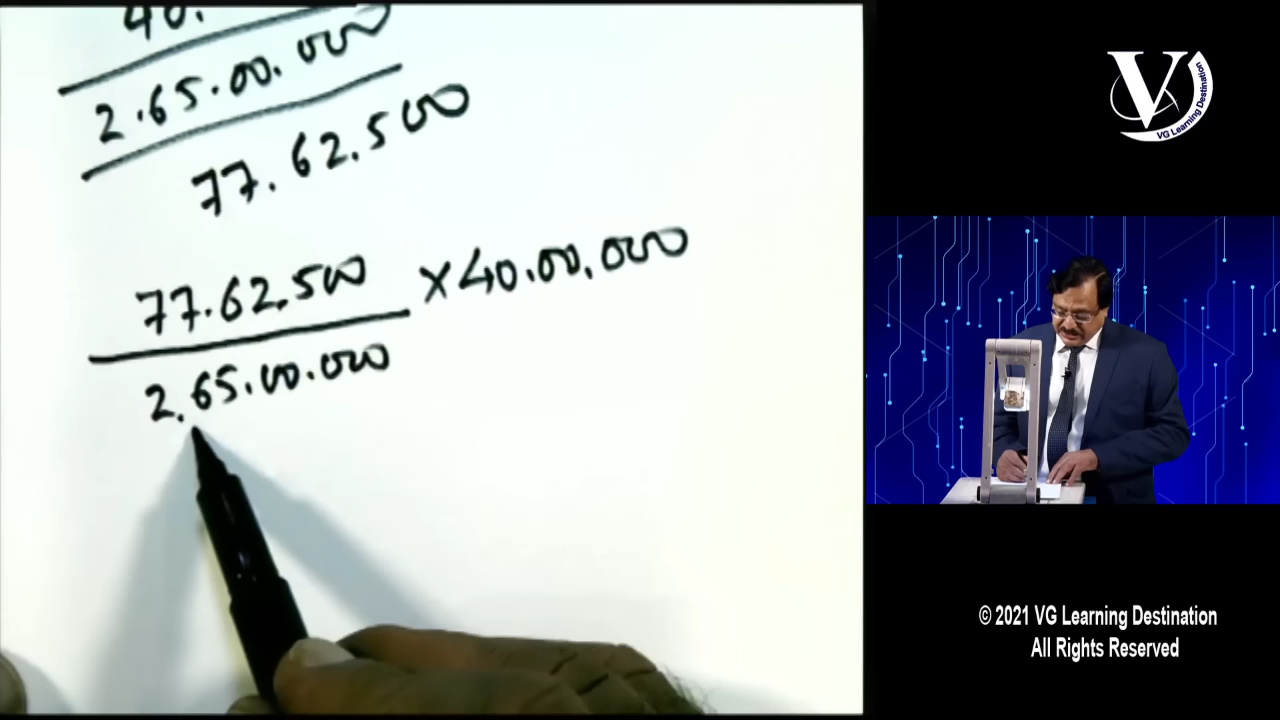 40.
2.65.00.000
77.62.500
77.62.500 × 40.00,000
2.65.00.000
V
VG Learning Destination
© 2021 VG Learning Destination
All Rights Reserved